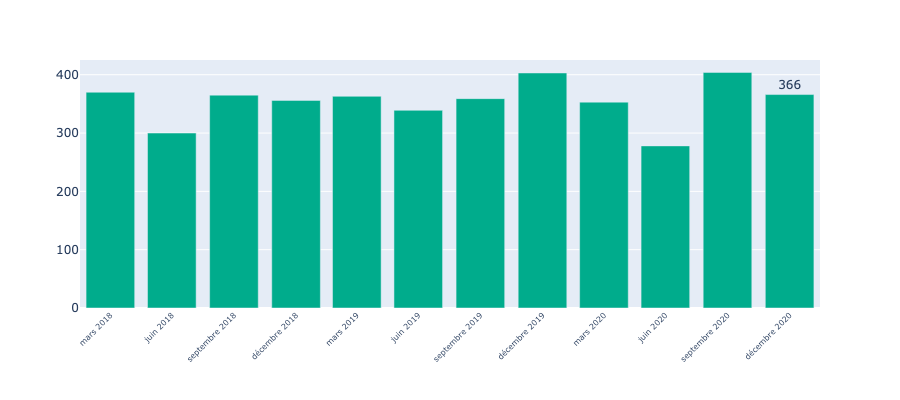 400
300
200
100
0
366
mars 2018
juin 2018
septembre 2018
décembre 2018
mars 2019
juin 2019
septembre 2019
décembre 2019
mars 2020
juin 2020
septembre 2020
décembre 2020